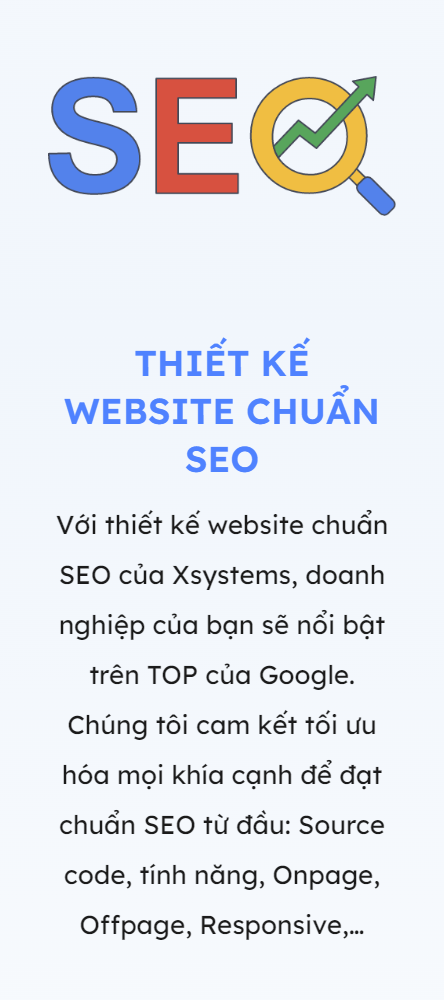 SEO
THIẾT KẾ
WEBSITE CHUẨN
SEO
Với thiết kế website chuẩn
SEO của Xsystems, doanh
nghiệp của bạn sẽ nổi bật
trên TOP của Google.
Chúng tôi cam kết tối ưu
hóa mọi khía cạnh để đạt
chuẩn SEO từ đầu: Source
code, tính năng, Onpage,
Offpage, Responsive,…